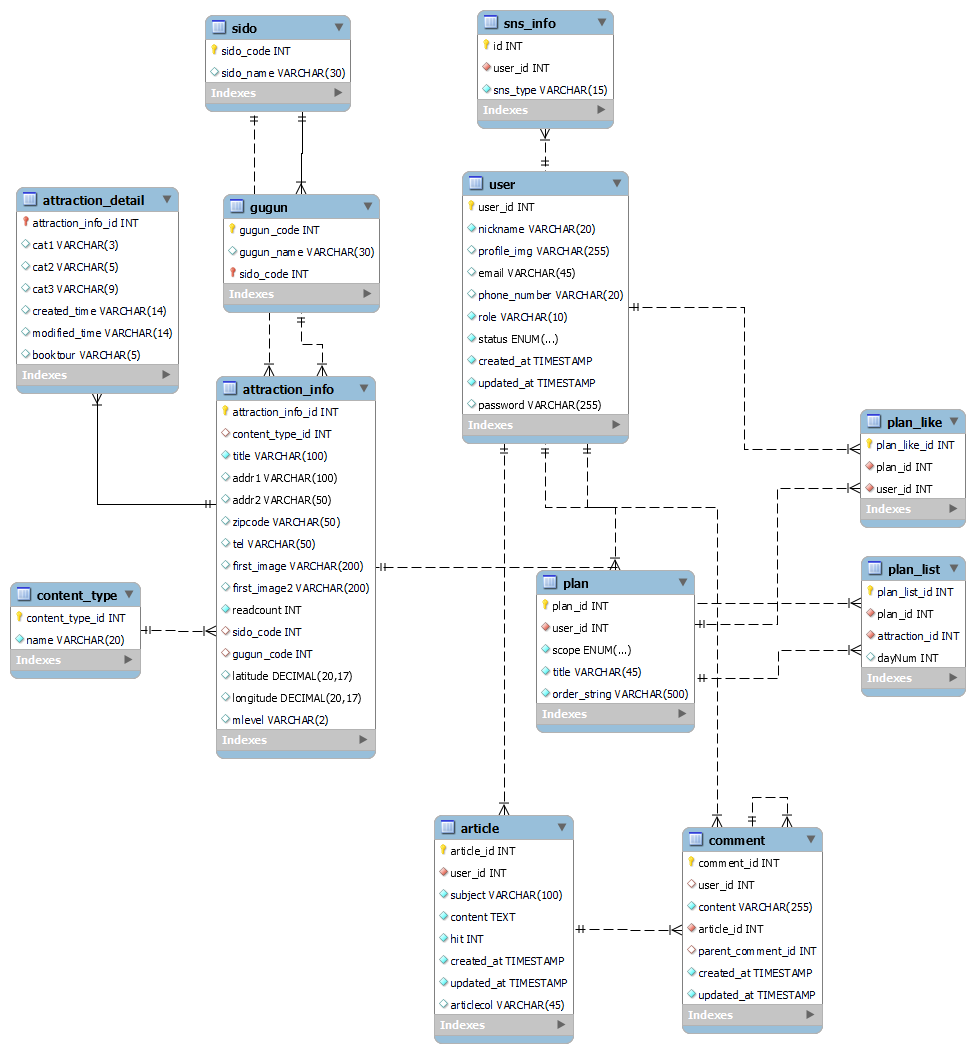 sido
sido_code INT
sido_name VARCHAR(30)
Indexes
sns_info
id INT
user_id INT
sns_type VARCHAR(15)
Indexes
attraction_detail
attraction_info_id INT
cat1 VARCHAR(3)
cat2 VARCHAR(5)
cat3 VARCHAR(9)
created_time VARCHAR(14)
modified_time VARCHAR(14)
booktour VARCHAR(5)
Indexes
gugun
gugun_code INT
gugun_name VARCHAR(30)
sido_code INT
Indexes
user
user_id INT
nickname VARCHAR(20)
profile_img VARCHAR(255)
email VARCHAR(45)
phone_number VARCHAR(20)
role VARCHAR(10)
status ENUM(...)
created_at TIMESTAMP
updated_at TIMESTAMP
password VARCHAR(255)
Indexes
attraction_info
attraction_info_id INT
content_type_id INT
title VARCHAR(100)
addr1 VARCHAR(100)
addr2 VARCHAR(50)
zipcode VARCHAR(50)
tel VARCHAR(50)
first_image VARCHAR(200)
first_image2 VARCHAR(200)
readcount INT
sido_code INT
gugun_code INT
latitude DECIMAL(20,17)
longitude DECIMAL(20,17)
mlevel VARCHAR(2)
Indexes
plan_like
plan_like_id INT
plan_id INT
user_id INT
Indexes
content_type
content_type_id INT
name VARCHAR(20)
Indexes
plan
plan_id INT
user_id INT
scope ENUM(...)
title VARCHAR(45)
order_string VARCHAR(500)
Indexes
plan_list
plan_list_id INT
plan_id INT
attraction_id INT
dayNum INT
Indexes
article
article_id INT
user_id INT
subject VARCHAR(100)
content TEXT
hit INT
created_at TIMESTAMP
updated_at TIMESTAMP
articlecol VARCHAR(45)
Indexes
comment
comment_id INT
user_id INT
content VARCHAR(255)
article_id INT
parent_comment_id INT
created_at TIMESTAMP
updated_at TIMESTAMP
Indexes